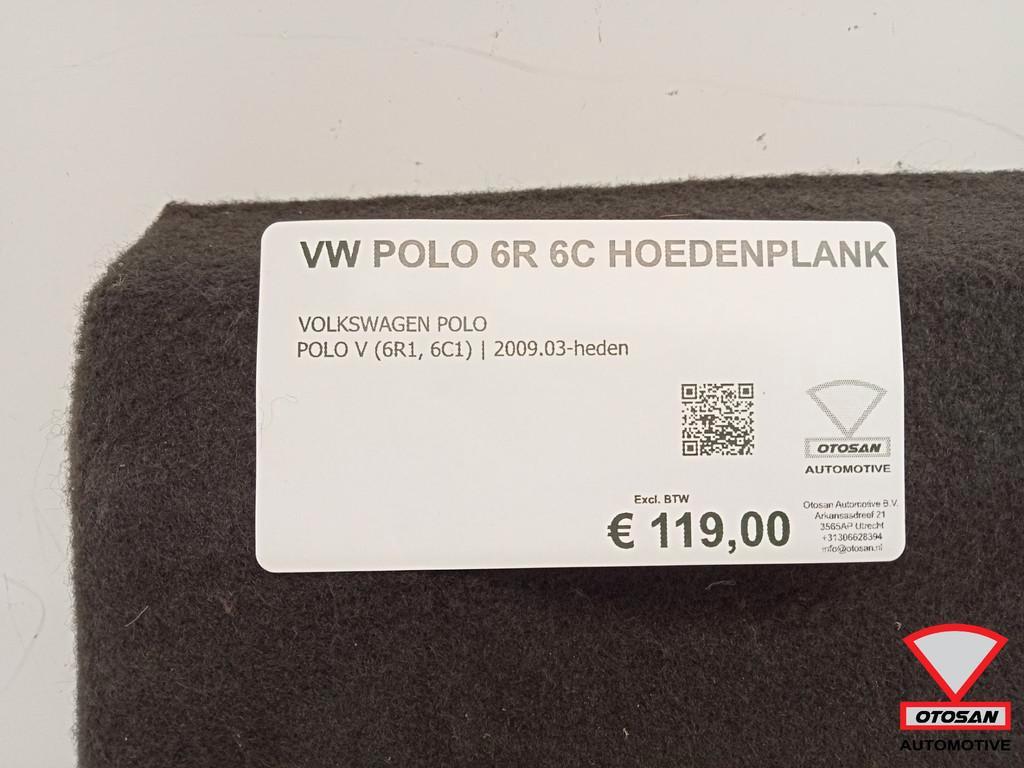 VW POLO 6R 6C HOEDENPLANK
VOLKSWAGEN POLO
POLO V (6R1, 6C1) | 2009.03-heden
OTOSAN
AUTOMOTIVE
Excl. BTW
€ 119,00
Otosan Automotive B.V.
Arkansasdreef 21
3565AP Utrecht
+31306628394
info@otosan.nl
OTOSAN
AUTOMOTIVE